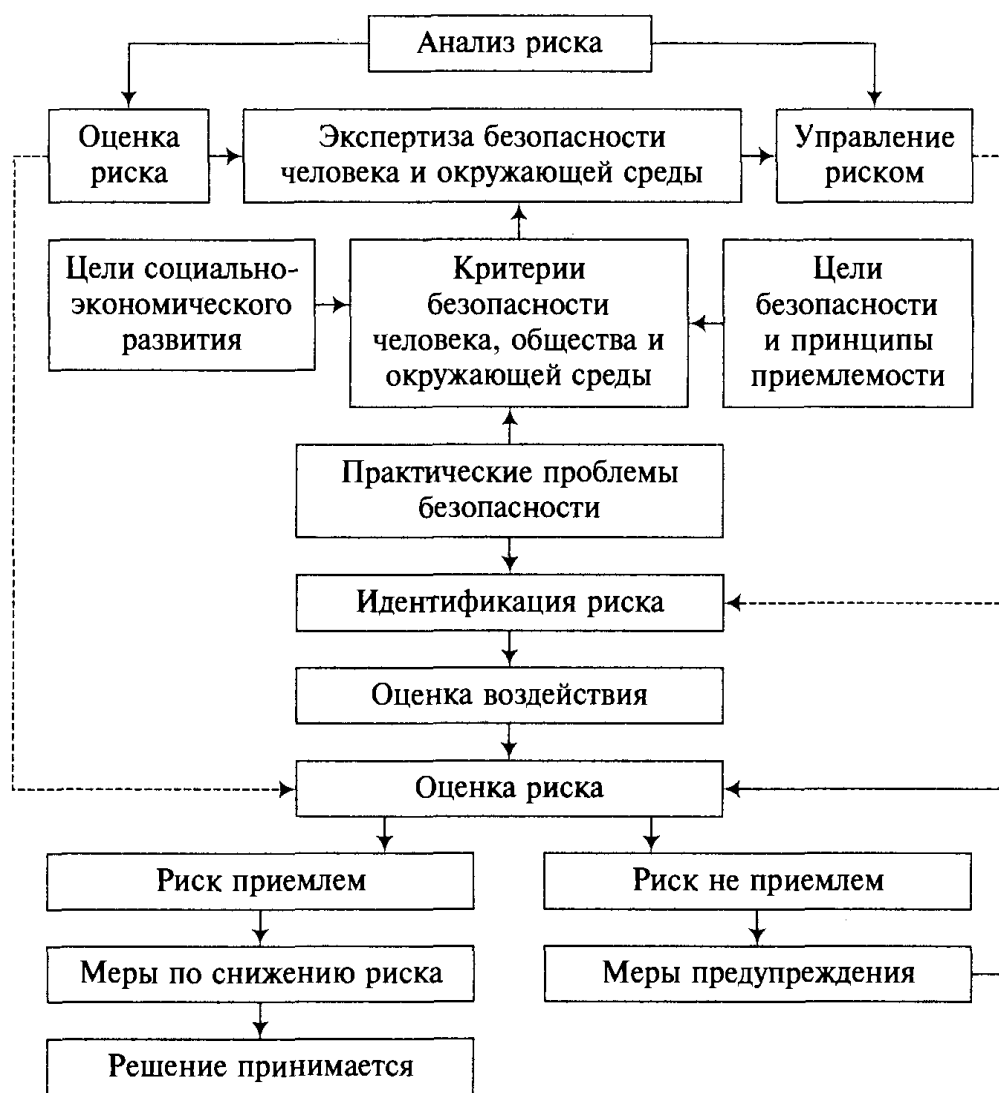 Анализ риска
Оценка
риска
Экспертиза безопасности
человека и окружающей среды
Управление
риском
Цели социально-
экономического
развития
Критерии
безопасности
человека, общества и
окружающей среды
Цели
безопасности
и принципы
приемлемости
Практические проблемы
безопасности
Идентификация риска
Оценка воздействия
Оценка риска
Риск приемлем
Риск не приемлем
Меры по снижению риска
Меры предупреждения
Решение принимается